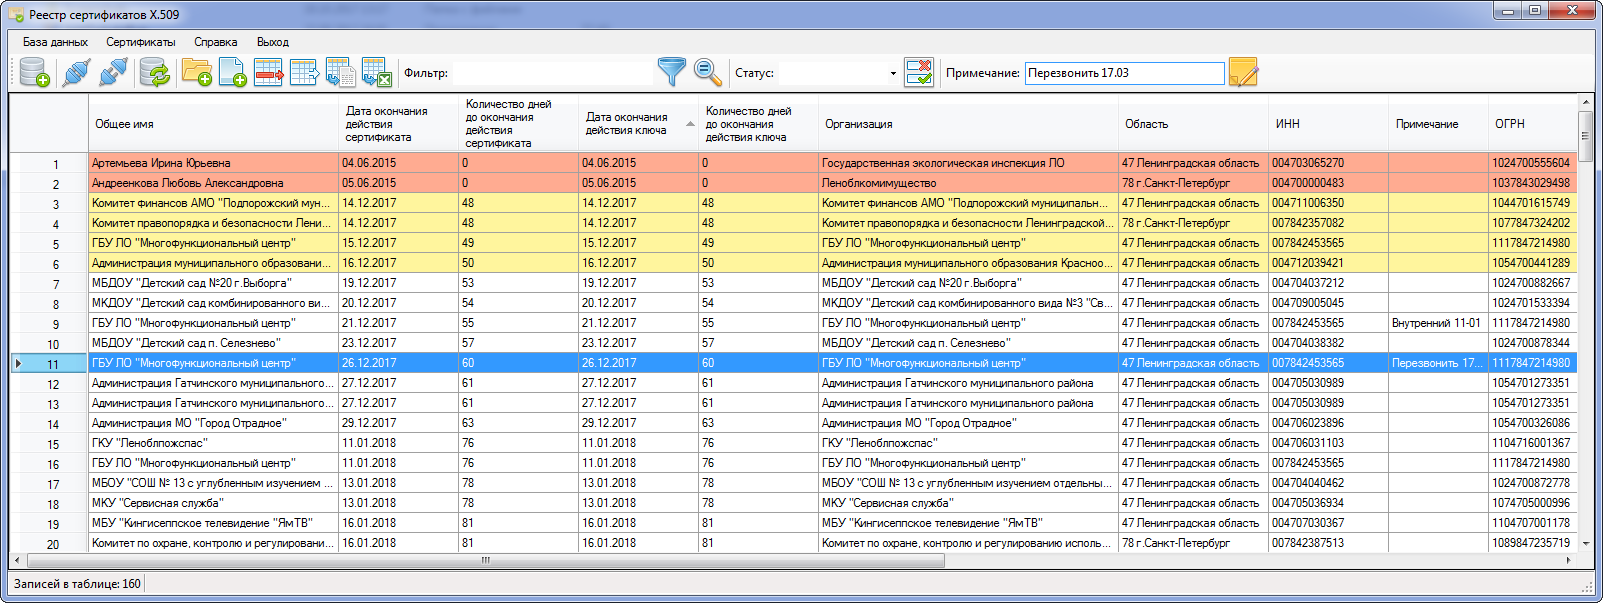 Реестр сертификатов X.509
База данных Сертификаты Справка Выход
Фильтр: Статус: Примечание: Перезвонить 17.03
Общее имя Дата окончания действия сертификата Количество дней до окончания действия сертификата Дата окончания действия ключа Количество дней до окончания действия ключа Организация Область ИНН Примечание ОГРН
1 Артемьева Ирина Юрьевна 04.06.2015 0 04.06.2015 0 Государственная экологическая инспекция ЛО 47 Ленинградская область 004703065270 1024700555604
2 Андреенкова Любовь Александровна 05.06.2015 0 05.06.2015 0 Леноблкомимущество 78 г.Санкт-Петербург 004700000483 1037843029498
3 Комитет финансов АМО "Подпорожский мун... 14.12.2017 48 14.12.2017 48 Комитет финансов АМО "Подпорожский муниципальн... 47 Ленинградская область 004711006350 1044701615749
4 Комитет правопорядка и безопасности Лени... 14.12.2017 48 14.12.2017 48 Комитет правопорядка и безопасности Ленинградской... 78 г.Санкт-Петербург 007842357082 1077847324202
5 ГБУ ЛО "Многофункциональный центр" 15.12.2017 49 15.12.2017 49 ГБУ ЛО "Многофункциональный центр" 47 Ленинградская область 007842453565 1117847214980
6 Администрация муниципального образовани... 16.12.2017 50 16.12.2017 50 Администрация муниципального образования Красноо... 47 Ленинградская область 004712039421 1054700441289
7 МБДОУ "Детский сад №20 г.Выборга" 19.12.2017 53 19.12.2017 53 МБДОУ "Детский сад №20 г.Выборга" 47 Ленинградская область 004704037212 1024700882667
8 МКДОУ "Детский сад комбинированного ви... 20.12.2017 54 20.12.2017 54 МКДОУ "Детский сад комбинированного вида №3 "Св... 47 Ленинградская область 004709005045 1024701533394
9 ГБУ ЛО "Многофункциональный центр" 21.12.2017 55 21.12.2017 55 ГБУ ЛО "Многофункциональный центр" 47 Ленинградская область 007842453565 Внутренний 11-01 1117847214980
10 МБДОУ "Детский сад п. Селезнево" 23.12.2017 57 23.12.2017 57 МБДОУ "Детский сад п. Селезнево" 47 Ленинградская область 004704038382 1024700878344
11 ГБУ ЛО "Многофункциональный центр" 26.12.2017 60 26.12.2017 60 ГБУ ЛО "Многофункциональный центр" 47 Ленинградская область 007842453565 Перезвонить 17... 1117847214980
12 Администрация Гатчинского муниципального... 27.12.2017 61 27.12.2017 61 Администрация Гатчинского муниципального района 47 Ленинградская область 004705030989 1054701273351
13 Администрация Гатчинского муниципального... 27.12.2017 61 27.12.2017 61 Администрация Гатчинского муниципального района 47 Ленинградская область 004705030989 1054701273351
14 Администрация МО "Город Отрадное" 29.12.2017 63 29.12.2017 63 Администрация МО "Город Отрадное" 47 Ленинградская область 004706023896 1054700326086
15 ГКУ "Леноблпожспас" 11.01.2018 76 11.01.2018 76 ГКУ "Леноблпожспас" 47 Ленинградская область 004706031103 1104716001367
16 ГБУ ЛО "Многофункциональный центр" 11.01.2018 76 11.01.2018 76 ГБУ ЛО "Многофункциональный центр" 47 Ленинградская область 007842453565 1117847214980
17 МБОУ "СОШ № 13 с углубленным изучением ... 13.01.2018 78 13.01.2018 78 МБОУ "СОШ № 13 с углубленным изучением отдельны... 47 Ленинградская область 004704040462 1024700872778
18 МКУ "Сервисная служба" 13.01.2018 78 13.01.2018 78 МКУ "Сервисная служба" 47 Ленинградская область 004705036934 1074705000996
19 МБУ "Кингисеппское телевидение "ЯмТВ" 16.01.2018 81 16.01.2018 81 МБУ "Кингисеппское телевидение "ЯмТВ" 47 Ленинградская область 004707030367 1104707001178
20 Комитет по охране, контролю и регулировани... 16.01.2018 81 16.01.2018 81 Комитет по охране, контролю и регулированию исполь... 78 г.Санкт-Петербург 007842387513 1089847235719
Записей в таблице: 160